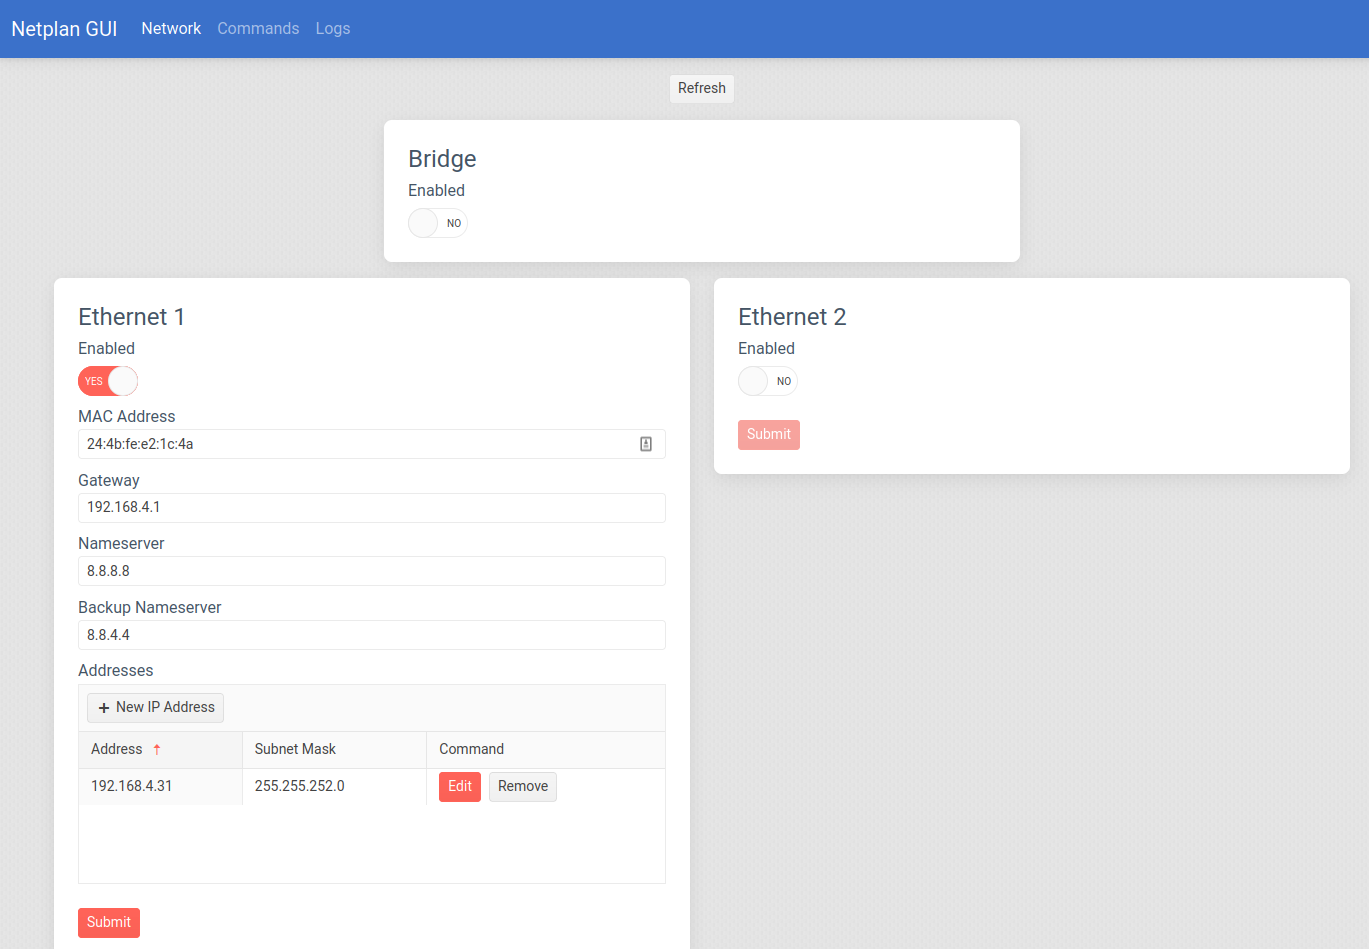 Netplan GUI Network Commands Logs
Refresh
Bridge
Enabled
NO
Ethernet 1
Enabled
YES
MAC Address
24:4b:fe:e2:1c:4a
Gateway
192.168.4.1
Nameserver
8.8.8.8
Backup Nameserver
8.8.4.4
Addresses
+ New IP Address
Address ↑ Subnet Mask Command
192.168.4.31 255.255.252.0 Edit Remove
Submit
Ethernet 2
Enabled
NO
Submit